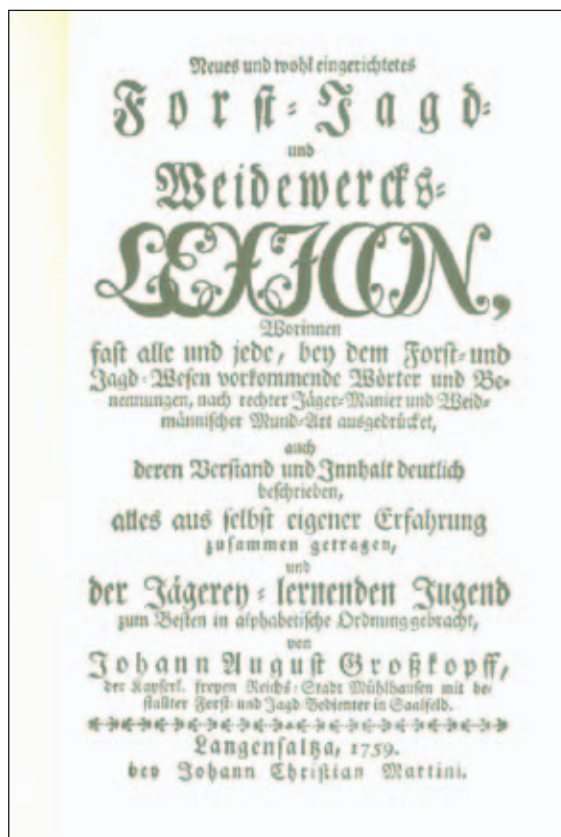 Neues und wohl eingerichtetes
Forst-Jagd-
und
Weidewercks-
LEXICON,
Worinnen
fast alle und jede, bey dem Forst- und
Jagd-Wesen vorkommende Wörter und Be-
nennungen, nach rechter Jäger-Manier und Weid-
männischer Mund-Art ausgedrücket,
auch
deren Verstand und Innhalt deutlich
beschrieben,
alles aus selbst eigener Erfahrung
zusammen getragen,
und
der Jägerey-lernenden Jugend
zum Besten in alphabetische Ordnung gebracht,
von
Johann August Großkopff,
der Kayserl. freyen Reichs-Stadt Mühlhausen mit be-
stallter Forst- und Jagd-Bedienter in Saalfeld.
Langensaltza, 1759.
bey Johann Christian Martini.